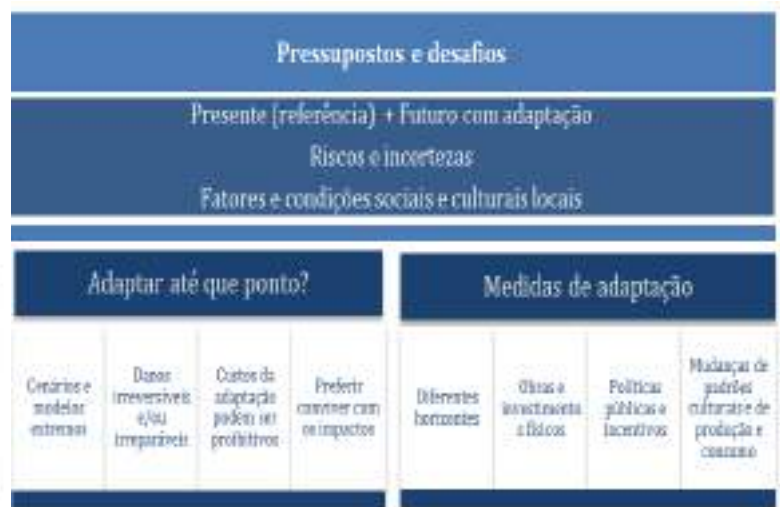 Pressupostos e desafios
Presente (referência) + Futuro com adaptação
Riscos e incertezas
Fatores e condições sociais e culturais locais
Adaptar até que ponto?
Medidas de adaptação
Cenários e
modelos
extremos
Danos
irreversíveis
e/ou
irreparáveis
Custos da
adaptação
podem ser
proibitivos
Preferir
conviver com
os impactos
Diferentes
horizontes
Obras e
investimento
s físicos
Políticas
públicas e
incentivos
Mudanças de
padrões
culturais e de
produção e
consumo